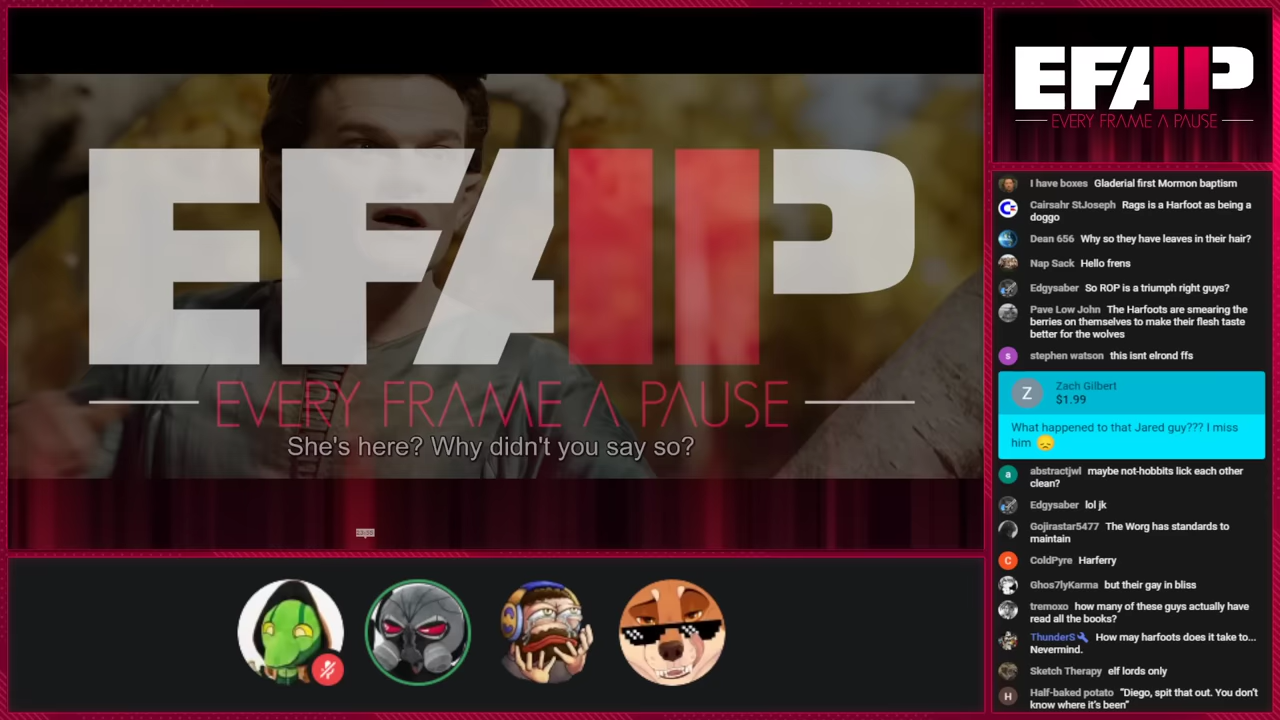 EFAP
EVERY FRAME A PAUSE
She's here? Why didn't you say so?
EFAP
EVERY FRAME A PAUSE
I have boxes Gladerial first Mormon baptism
Cairsahr StJoseph Rags is a Harfoot as being a
doggo
Dean 656 Why so they have leaves in their hair?
Nap Sack Hello frens
Edgysaber So ROP is a triumph right guys?
Pave Low John The Harfoots are smearing the
berries on themselves to make their flesh taste
better for the wolves
s stephen watson this isnt elrond ffs
Z Zach Gilbert
$1.99
What happened to that Jared guy??? I miss
him 😞
a abstractjwl maybe not-hobbits lick each other
clean?
Edgysaber lol jk
Gojirastar5477 The Worg has standards to
maintain
C ColdPyre Harferry
Ghos7lyKarma but their gay in bliss
tremoxo how many of these guys actually have
read all the books?
ThunderS How may harfoots does it take to...
Nevermind.
Sketch Therapy elf lords only
H Half-baked potato “Diego, spit that out. You don’t
know where it’s been”